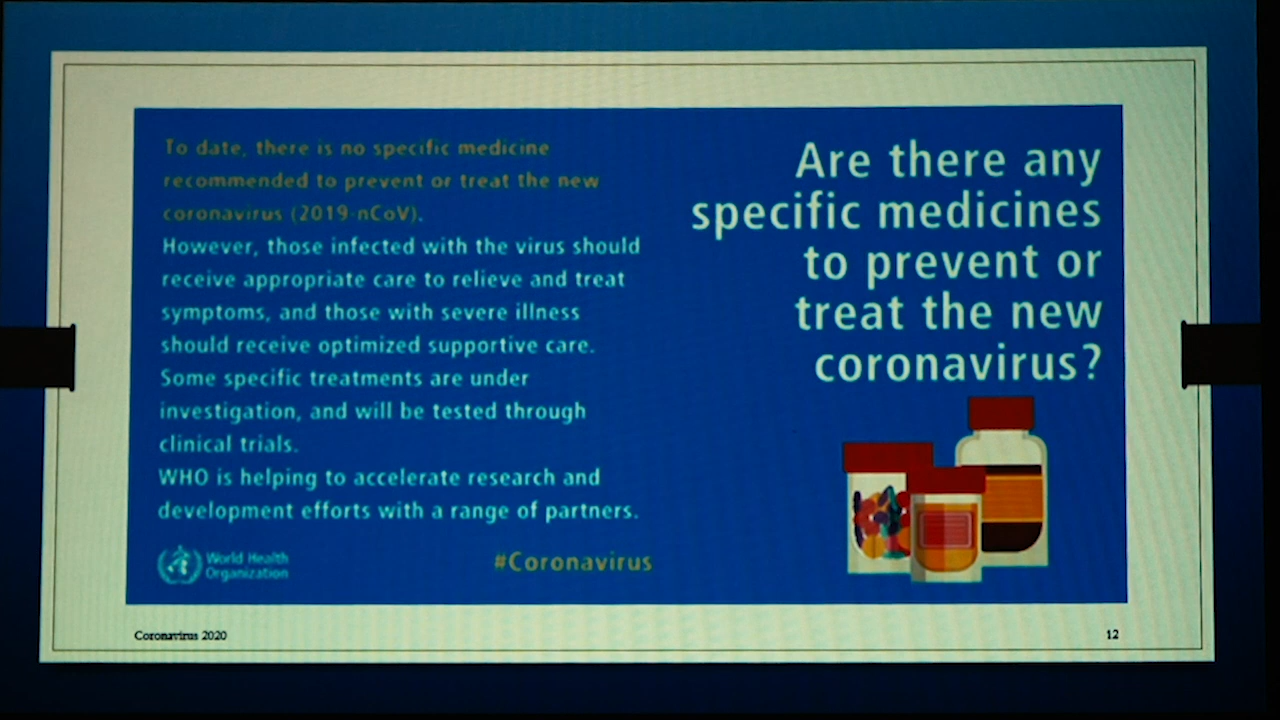 Are there any
specific medicines
to prevent or
treat the new
coronavirus?
To date, there is no specific medicine
recommended to prevent or treat the new
coronavirus (2019-nCoV).
However, those infected with the virus should
receive appropriate care to relieve and treat
symptoms, and those with severe illness
should receive optimized supportive care.
Some specific treatments are under
investigation, and will be tested through
clinical trials.
WHO is helping to accelerate research and
development efforts with a range of partners.
World Health
Organization
#Coronavirus
Coronavirus 2020
12